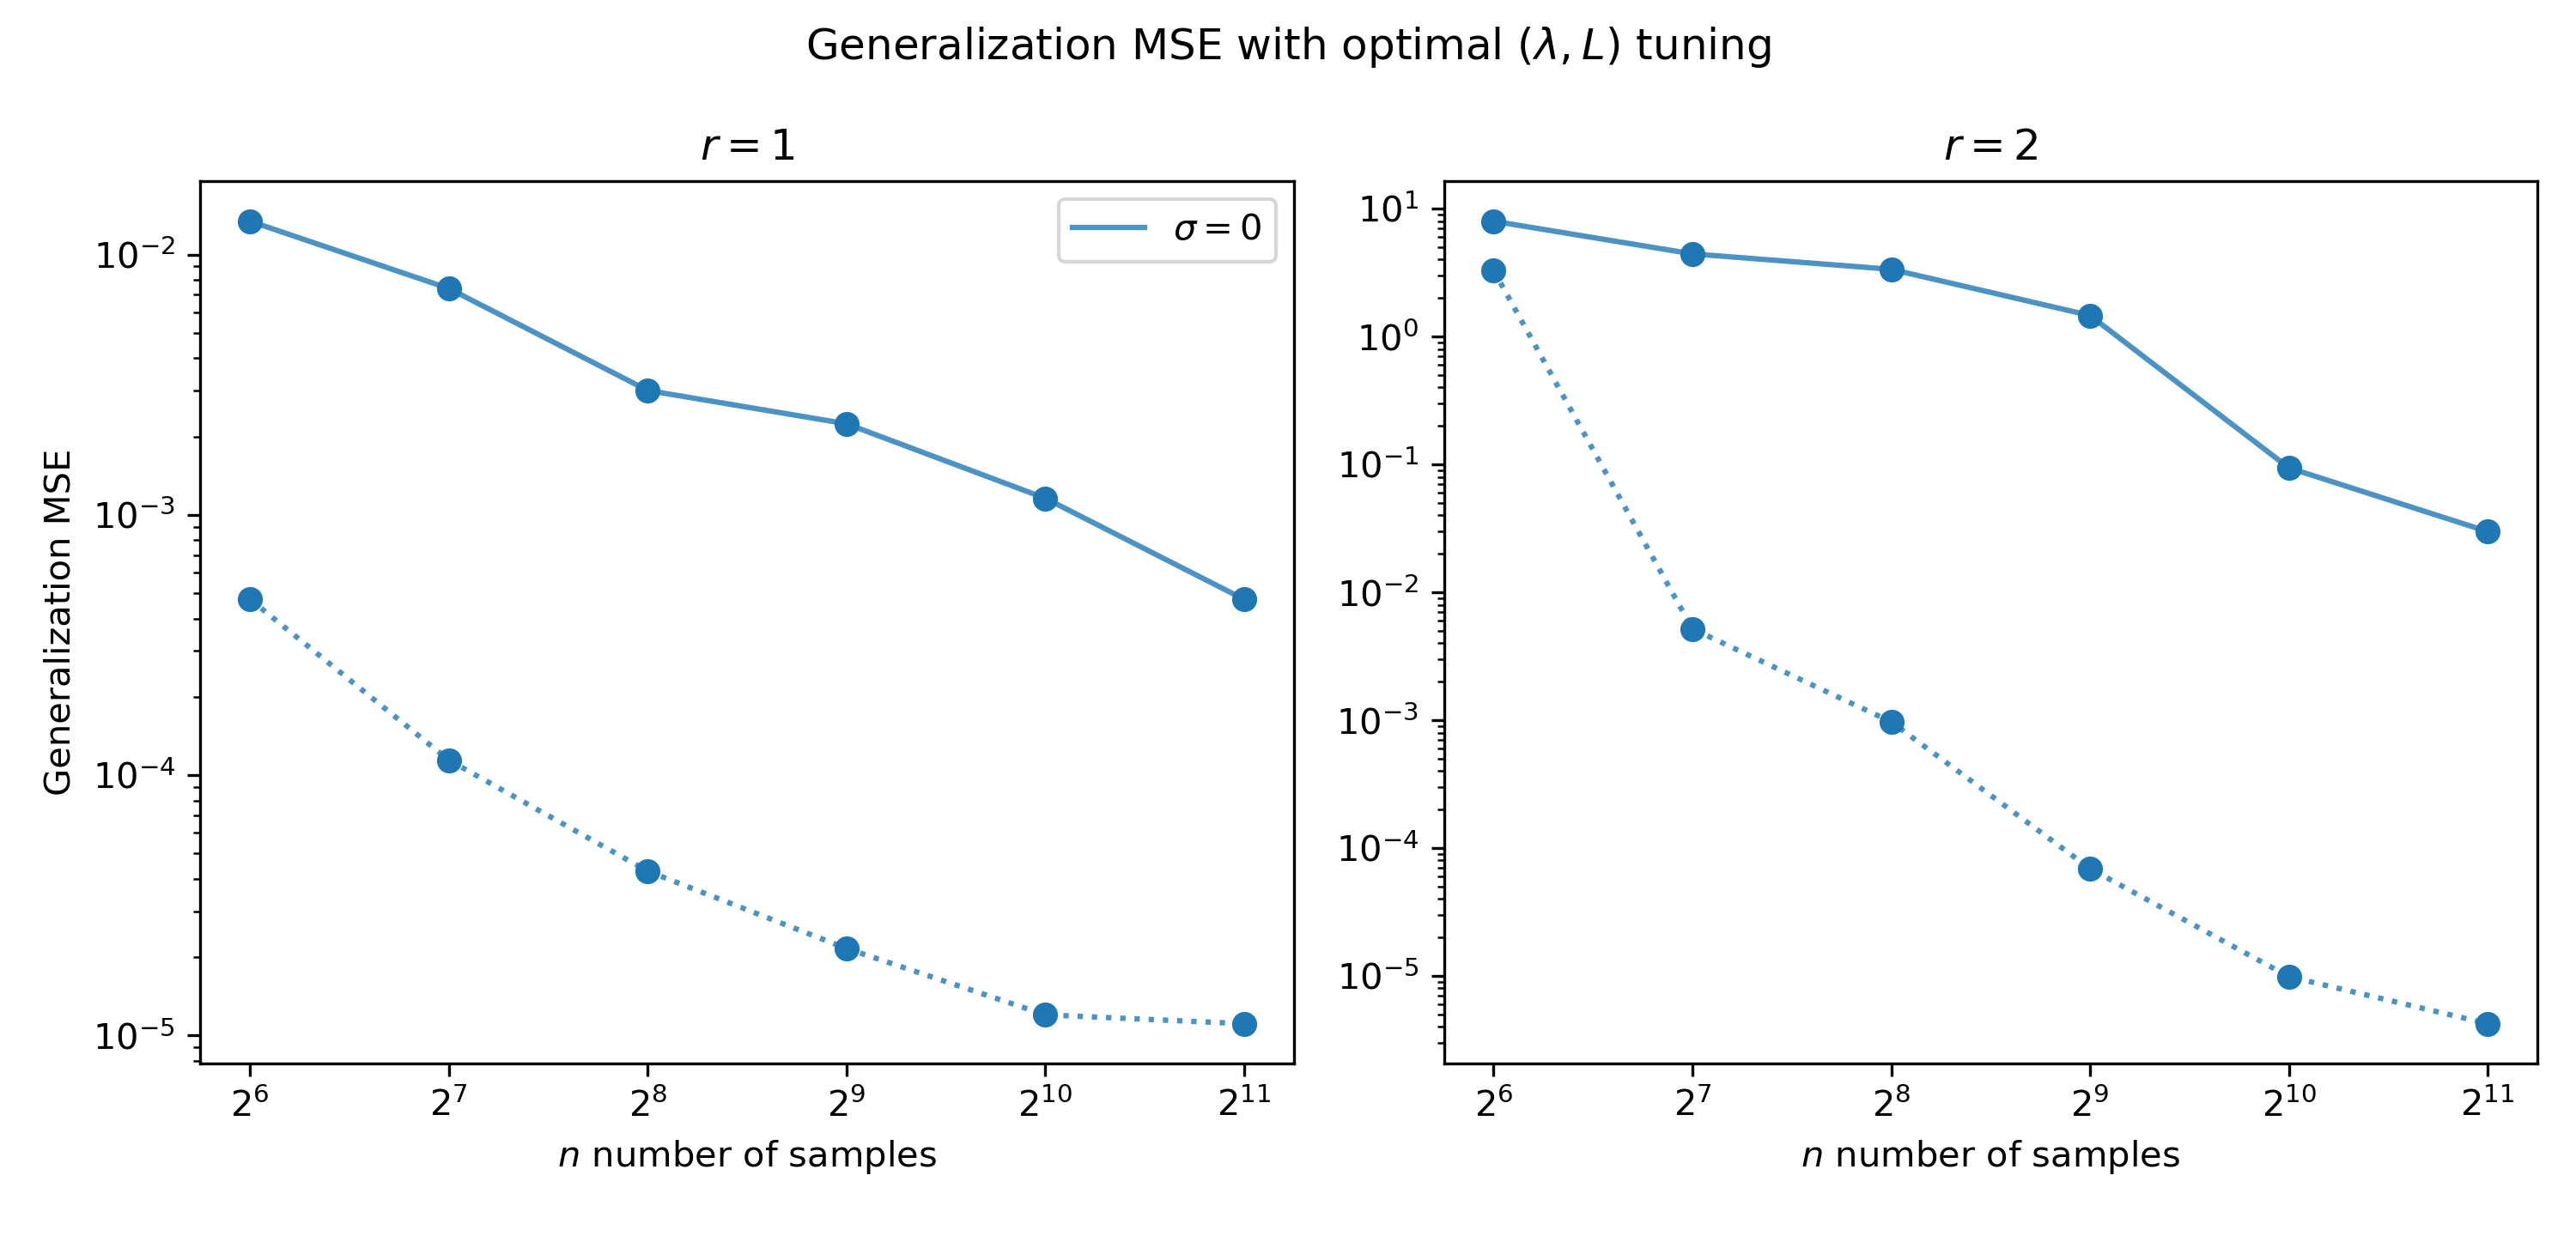 Generalization MSE with optimal (λ, L) tuning
r = 1
r = 2
σ = 0
Generalization MSE
10⁻²
10⁻³
10⁻⁴
10⁻⁵
2⁶ 2⁷ 2⁸ 2⁹ 2¹⁰ 2¹¹
n number of samples
10¹
10⁰
10⁻¹
10⁻²
10⁻³
10⁻⁴
10⁻⁵
2⁶ 2⁷ 2⁸ 2⁹ 2¹⁰ 2¹¹
n number of samples